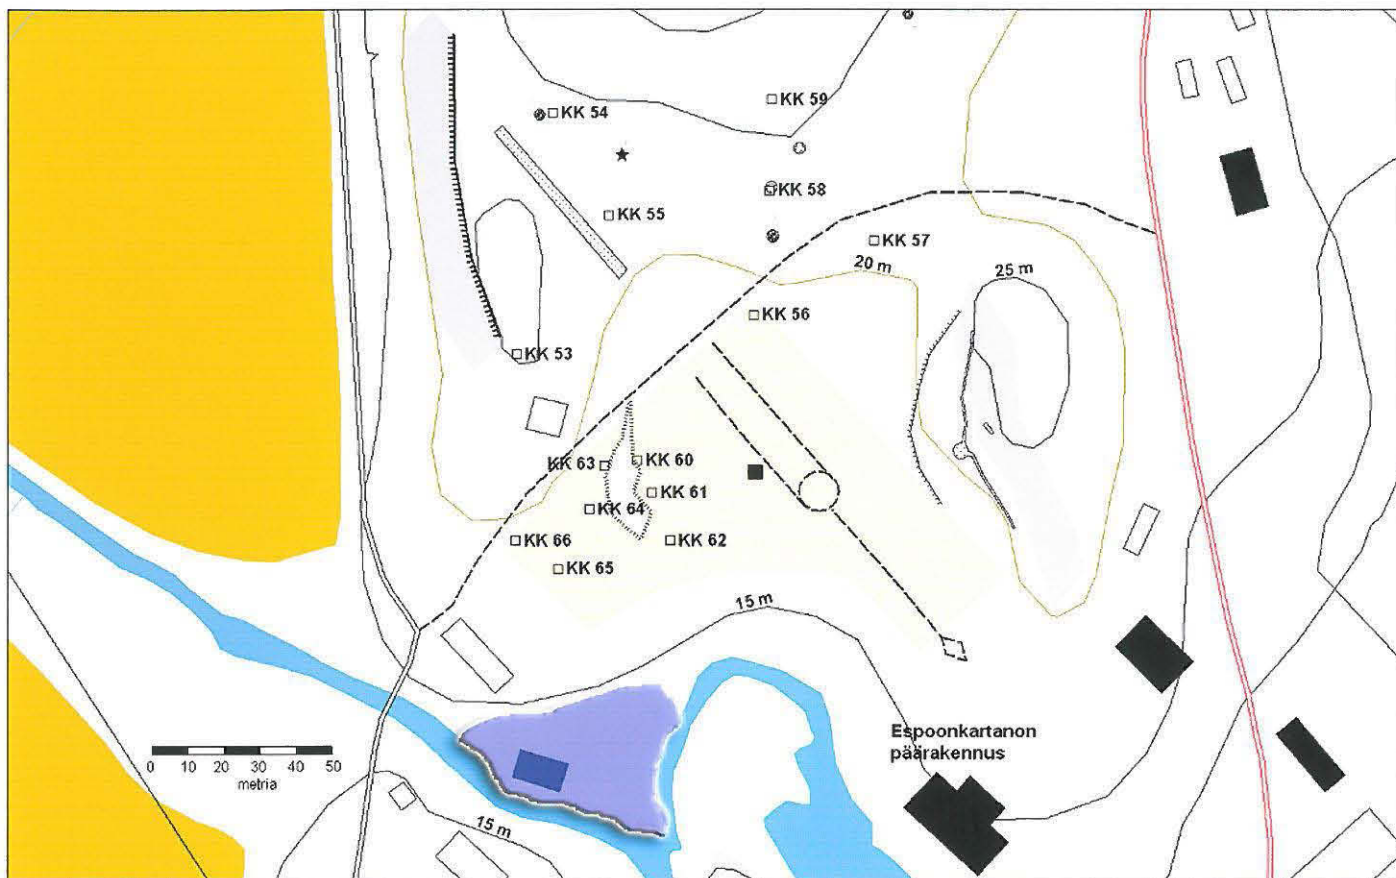 KK 59
KK 54
KK 58
KK 55
KK 57
20 m
25 m
KK 56
KK 53
KK 60
KK 63
KK 61
KK 64
KK 66
KK 62
KK 65
15 m
Espoonkartanon
päärakennus
0 10 20 30 40 50
metria
15 m